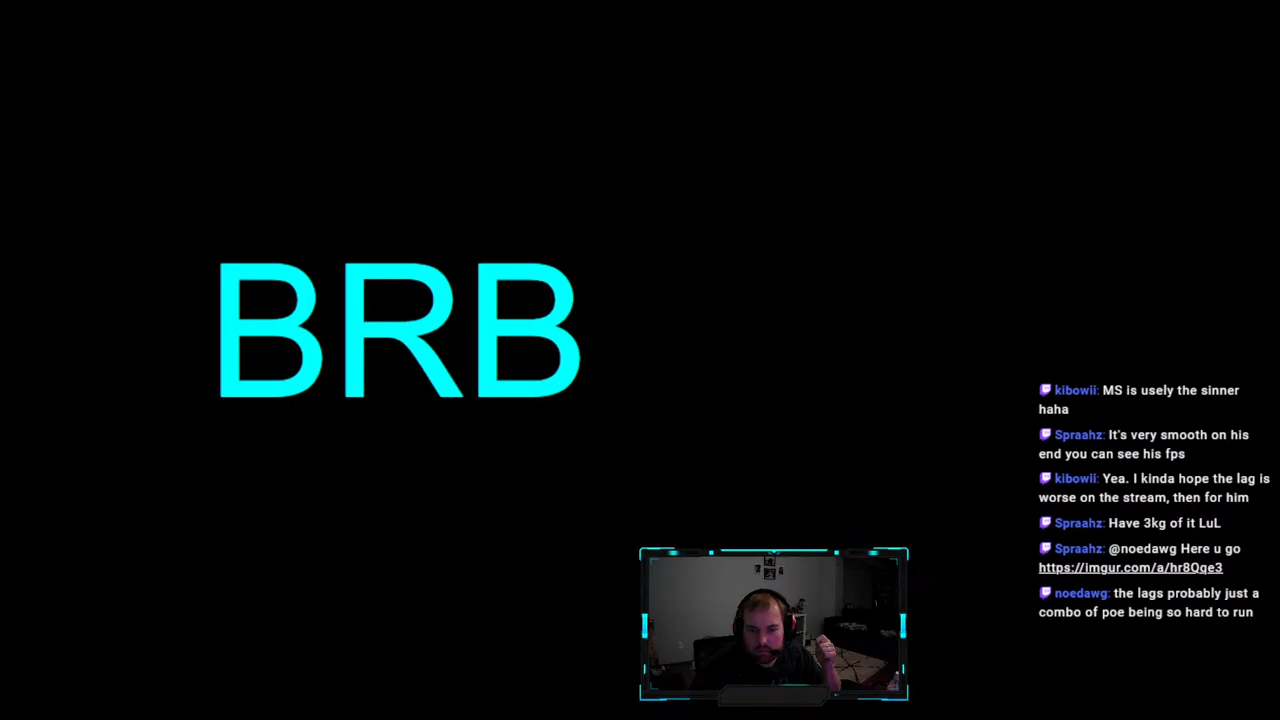 BRB
kibowii: MS is usely the sinner
haha
Spraahz: It's very smooth on his
end you can see his fps
kibowii: Yea. I kinda hope the lag is
worse on the stream, then for him
Spraahz: Have 3kg of it LuL
Spraahz: @noedawg Here u go
https://imgur.com/a/hr8Qqe3
noedawg: the lags probably just a
combo of poe being so hard to run